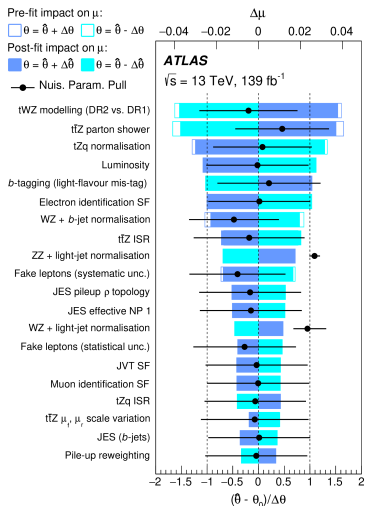 Pre-fit impact on μ:
θ = θ̂ + Δθ θ = θ̂ - Δθ
Post-fit impact on μ:
θ = θ̂ + Δθ̂ θ = θ̂ - Δθ̂
Nuis. Param. Pull
Δμ
-0.04 -0.02 0 0.02 0.04
ATLAS
√s = 13 TeV, 139 fb⁻¹
tWZ modelling (DR2 vs. DR1)
tt̄Z parton shower
tZq normalisation
Luminosity
b-tagging (light-flavour mis-tag)
Electron identification SF
WZ + b-jet normalisation
tt̄Z ISR
ZZ + light-jet normalisation
Fake leptons (systematic unc.)
JES pileup ρ topology
JES effective NP 1
WZ + light-jet normalisation
Fake leptons (statistical unc.)
JVT SF
Muon identification SF
tZq ISR
tt̄Z μf, μr scale variation
JES (b-jets)
Pile-up reweighting
−2 −1.5 −1 −0.5 0 0.5 1 1.5 2
(θ̂ - θ₀)/Δθ